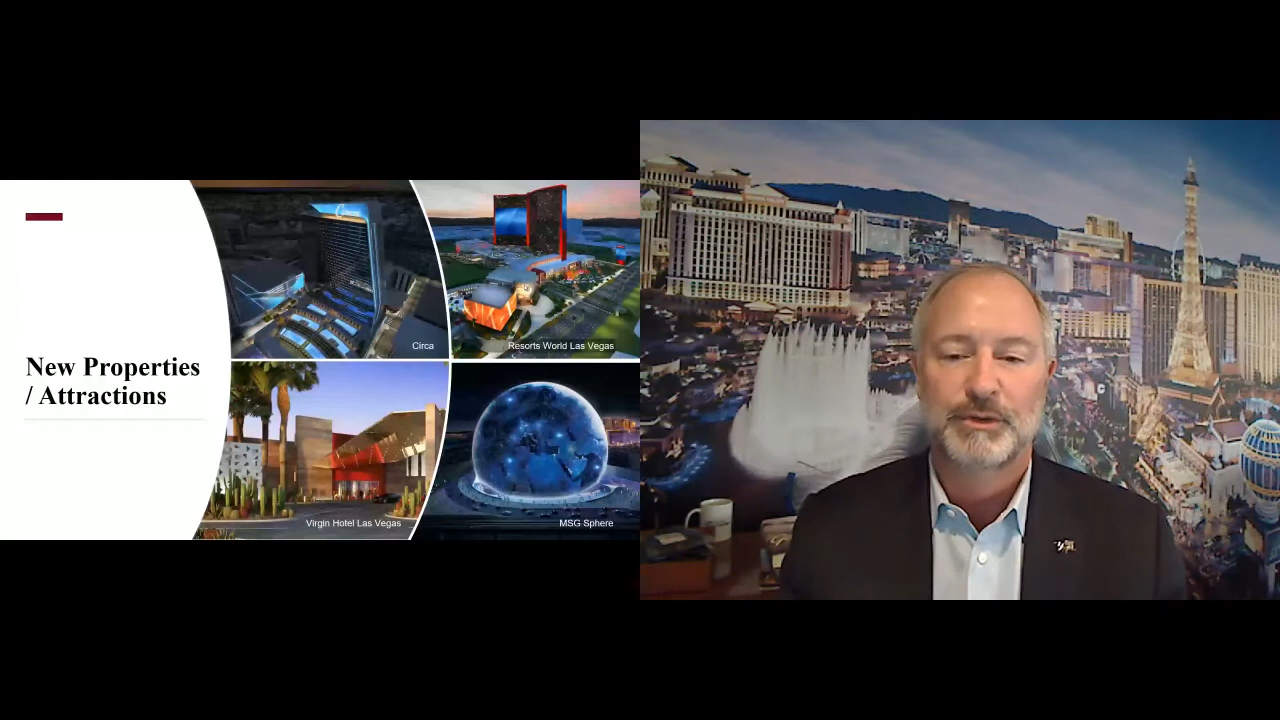 New Properties
/ Attractions
Circa
Resorts World Las Vegas
Virgin Hotel Las Vegas
MSG Sphere